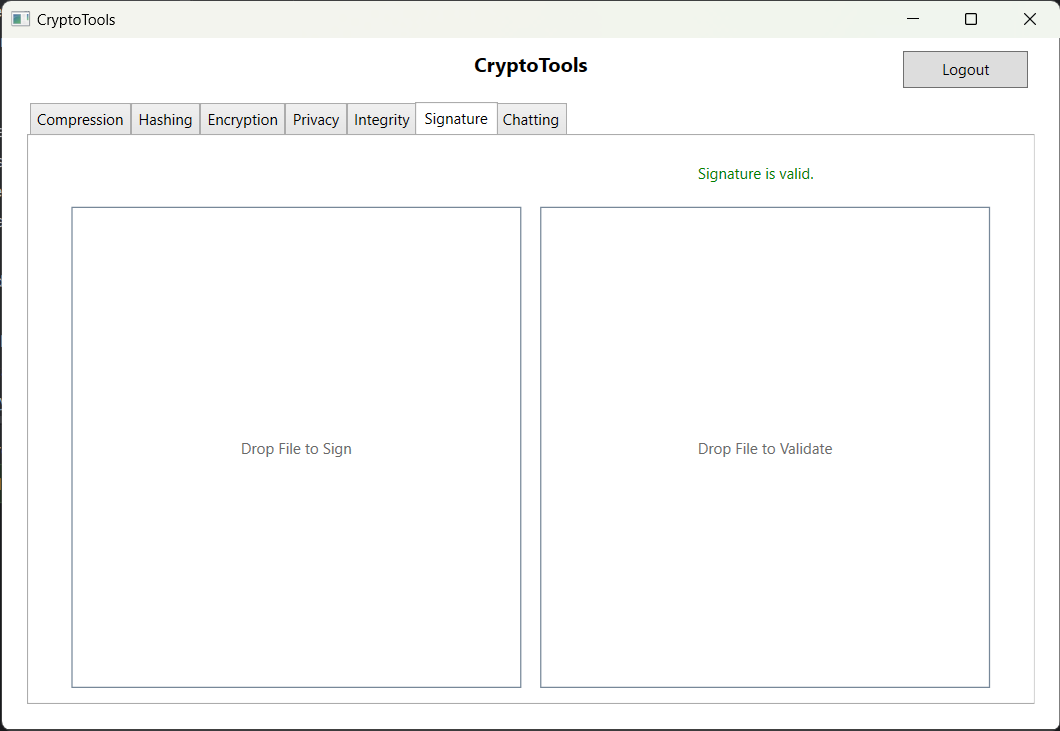 CryptoTools
CryptoTools
Logout
Compression Hashing Encryption Privacy Integrity Signature Chatting
Signature is valid.
Drop File to Sign Drop File to Validate